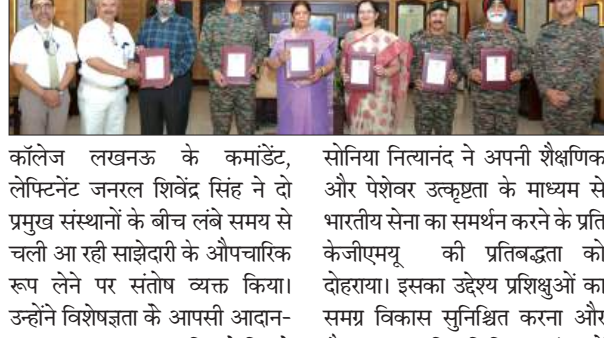 कॉलेज लखनऊ के कमांडेंट,
लेफ्टिनेंट जनरल शिवेंद्र सिंह ने दो
प्रमुख संस्थानों के बीच लंबे समय से
चली आ रही साझेदारी के औपचारिक
रूप लेने पर संतोष व्यक्त किया।
उन्होंने विशेषज्ञता के आपसी आदान-
सोनिया नित्यानंद ने अपनी शैक्षणिक
और पेशेवर उत्कृष्टता के माध्यम से
भारतीय सेना का समर्थन करने के प्रति
केजीएमयू की प्रतिबद्धता को
दोहराया। इसका उद्देश्य प्रशिक्षुओं का
समग्र विकास सुनिश्चित करना और